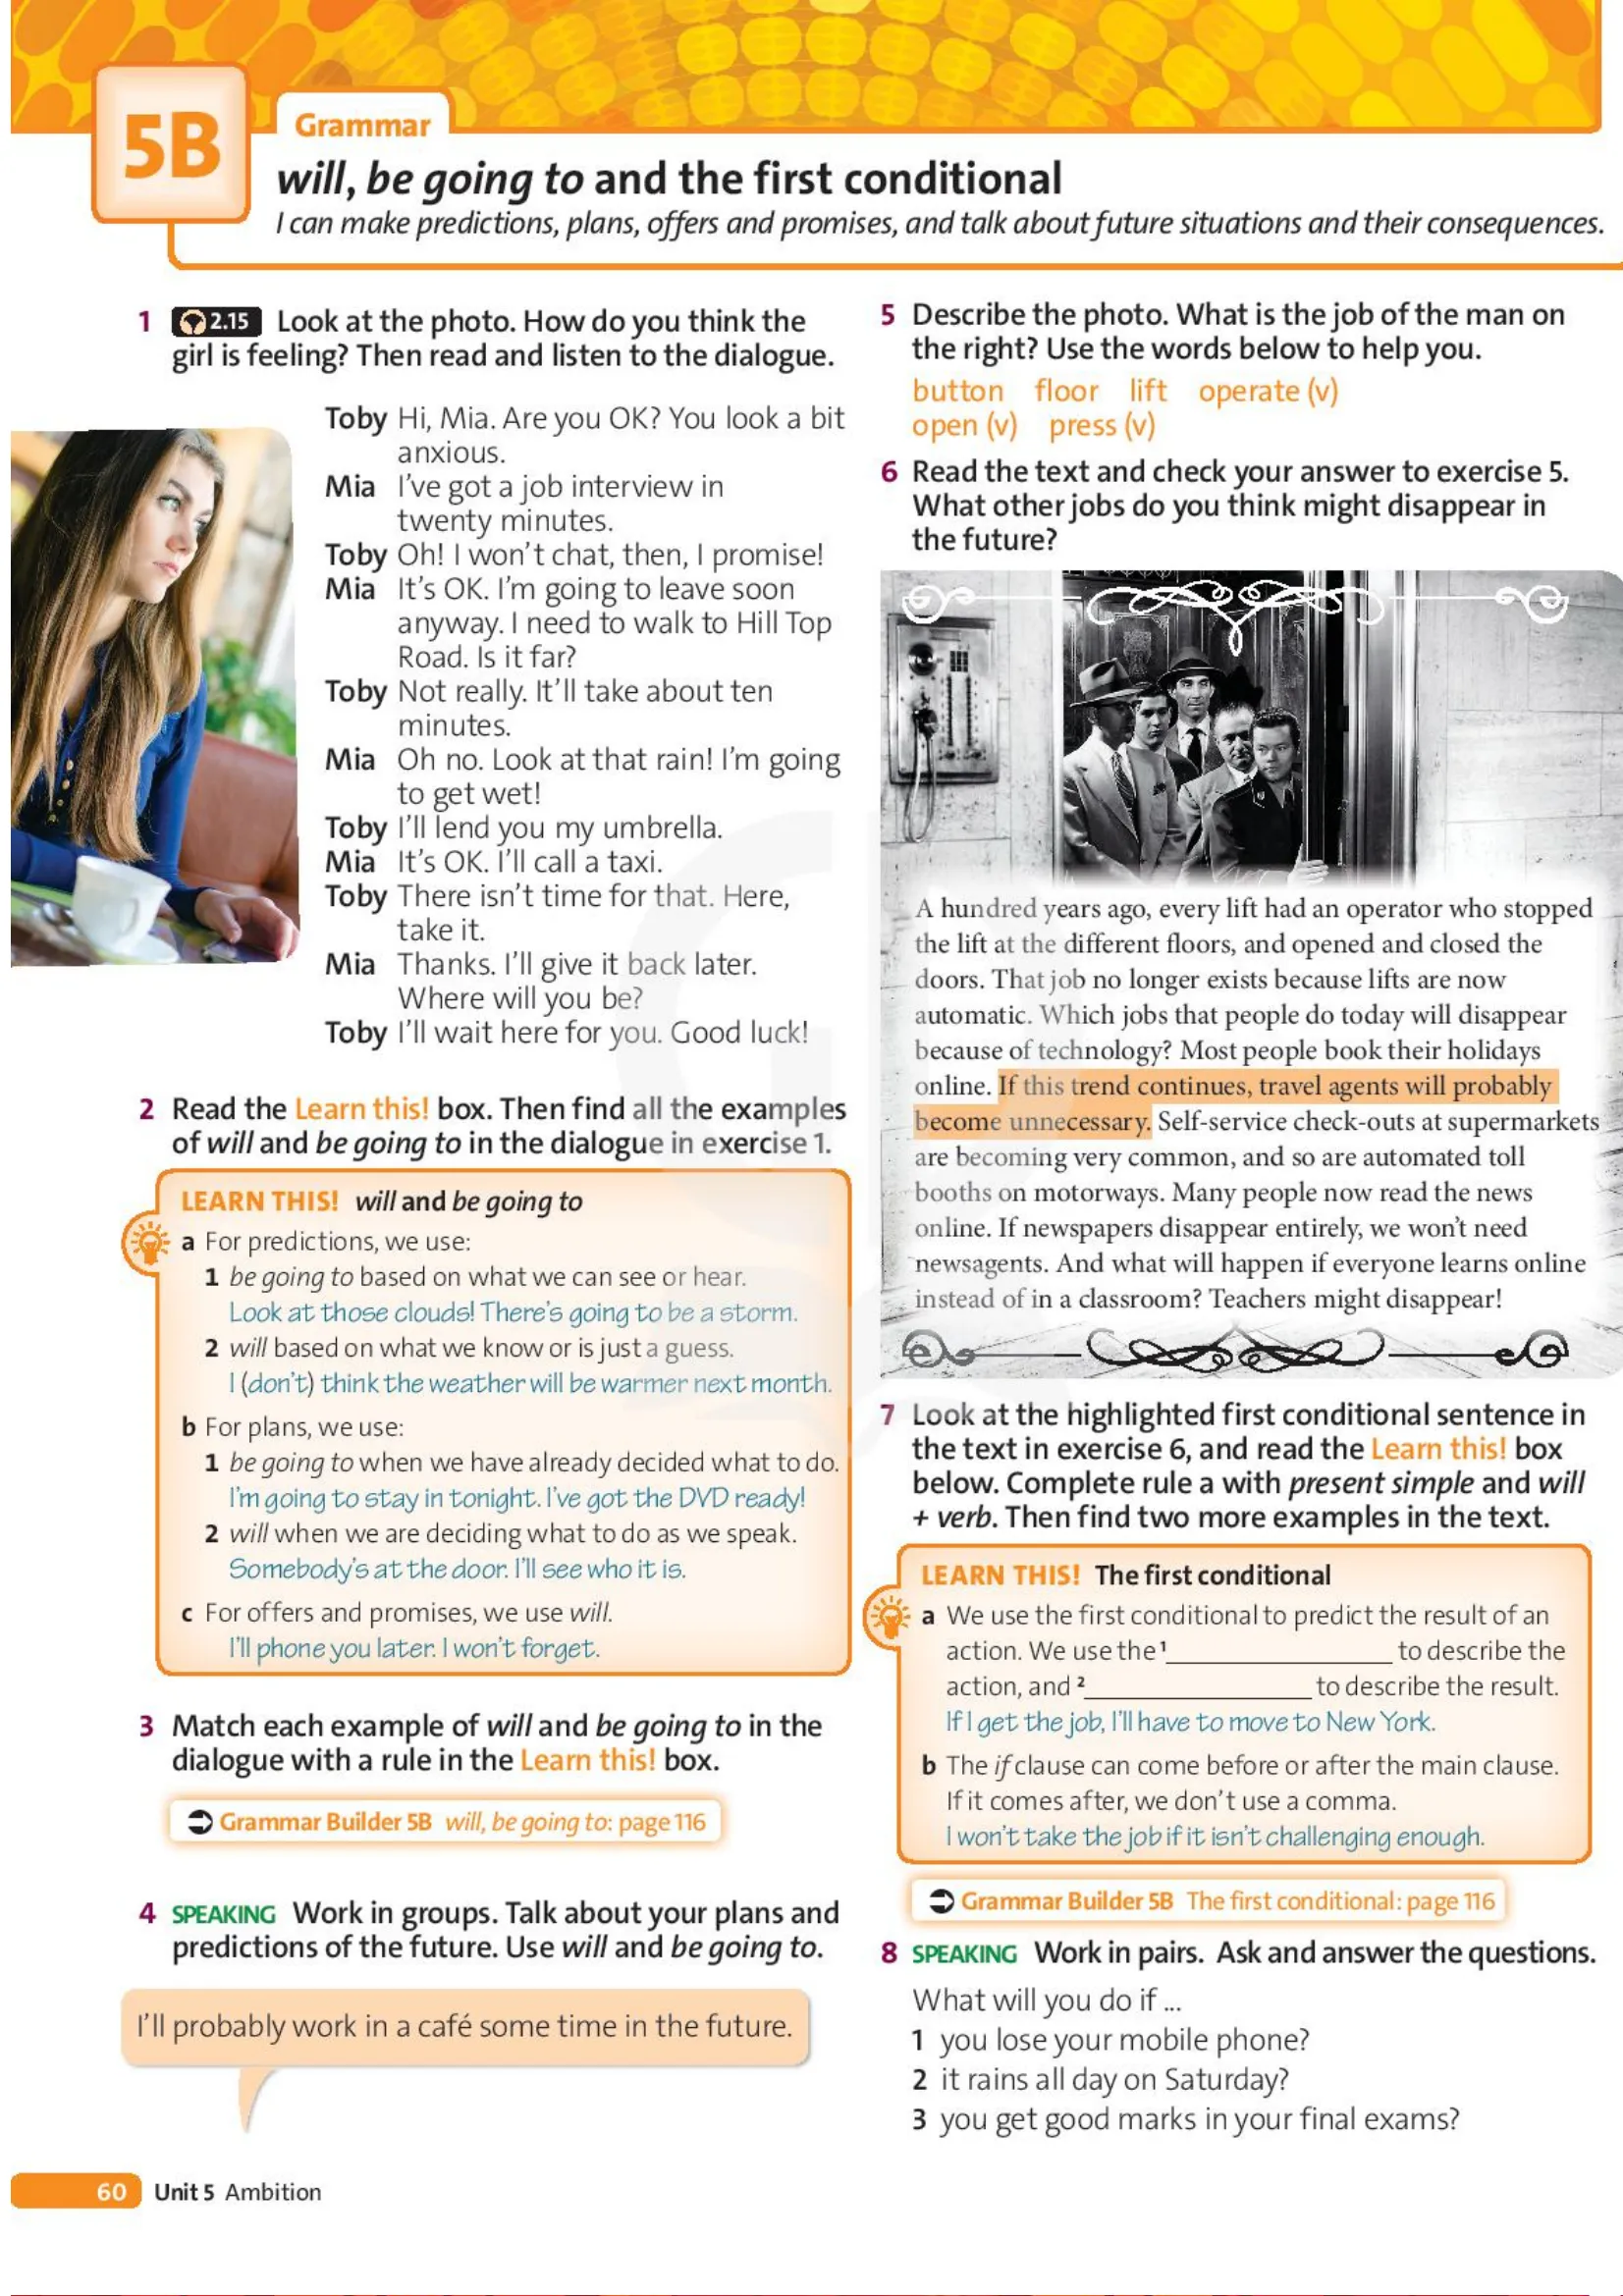 5B
Grammar
will, be going to and the first conditional
I can make predictions, plans, offers and promises, and talk about future situations and their consequences.
1 2.15 Look at the photo. How do you think the
girl is feeling? Then read and listen to the dialogue.
Toby Hi, Mia. Are you OK? You look a bit
anxious.
Mia I've got a job interview in
twenty minutes.
Toby Oh! I won't chat, then, I promise!
Mia It's OK. I'm going to leave soon
anyway. I need to walk to Hill Top
Road. Is it far?
Toby Not really. It'll take about ten
minutes.
Mia Oh no. Look at that rain! I'm going
to get wet!
Toby I'll lend you my umbrella.
Mia It's OK. I'll call a taxi.
Toby There isn't time for that. Here,
take it.
Mia Thanks. I'll give it back later.
Where will you be?
Toby I'll wait here for you. Good luck!
2 Read the Learn this! box. Then find all the examples
of will and be going to in the dialogue in exercise 1.
LEARN THIS! will and be going to
a For predictions, we use:
1 be going to based on what we can see or hear.
Look at those clouds! There's going to be a storm.
2 will based on what we know or is just a guess.
I (don't) think the weather will be warmer next month.
b For plans, we use:
1 be going to when we have already decided what to do.
I'm going to stay in tonight. I've got the DVD ready!
2 will when we are deciding what to do as we speak.
Somebody's at the door. I'll see who it is.
c For offers and promises, we use will.
I'll phone you later. I won't forget.
3 Match each example of will and be going to in the
dialogue with a rule in the Learn this! box.
Grammar Builder 5B will, be going to: page 116
4 SPEAKING Work in groups. Talk about your plans and
predictions of the future. Use will and be going to.
I'll probably work in a café some time in the future.
5 Describe the photo. What is the job of the man on
the right? Use the words below to help you.
button floor lift operate (v)
open (v) press (v)
6 Read the text and check your answer to exercise 5.
What other jobs do you think might disappear in
the future?
A hundred years ago, every lift had an operator who stopped
the lift at the different floors, and opened and closed the
doors. That job no longer exists because lifts are now
automatic. Which jobs that people do today will disappear
because of technology? Most people book their holidays
online. If this trend continues, travel agents will probably
become unnecessary. Self-service check-outs at supermarkets
are becoming very common, and so are automated toll
booths on motorways. Many people now read the news
online. If newspapers disappear entirely, we won't need
newsagents. And what will happen if everyone learns online
instead of in a classroom? Teachers might disappear!
7 Look at the highlighted first conditional sentence in
the text in exercise 6, and read the Learn this! box
below. Complete rule a with present simple and will
+ verb. Then find two more examples in the text.
LEARN THIS! The first conditional
a We use the first conditional to predict the result of an
action. We use the ¹__________________ to describe the
action, and ²__________________ to describe the result.
If I get the job, I'll have to move to New York.
b The if clause can come before or after the main clause.
If it comes after, we don't use a comma.
I won't take the job if it isn't challenging enough.
Grammar Builder 5B The first conditional: page 116
8 SPEAKING Work in pairs. Ask and answer the questions.
What will you do if ...
1 you lose your mobile phone?
2 it rains all day on Saturday?
3 you get good marks in your final exams?
60 Unit 5 Ambition